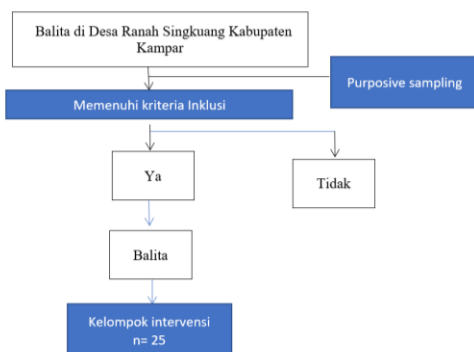 Balita di Desa Ranah Singkuang Kabupaten
Kampar
Purposive sampling
Memenuhi kriteria Inklusi
Ya
Tidak
Balita
Kelompok intervensi
n= 25